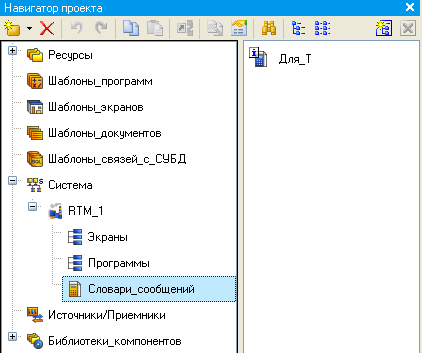 Навигатор проекта
Ресурсы
Шаблоны_программ
Шаблоны_экранов
Шаблоны_документов
Шаблоны_связей_с_СУБД
Система
RTM_1
Экраны
Программы
Словари_сообщений
Источники/Приемники
Библиотеки_компонентов
Для_Т